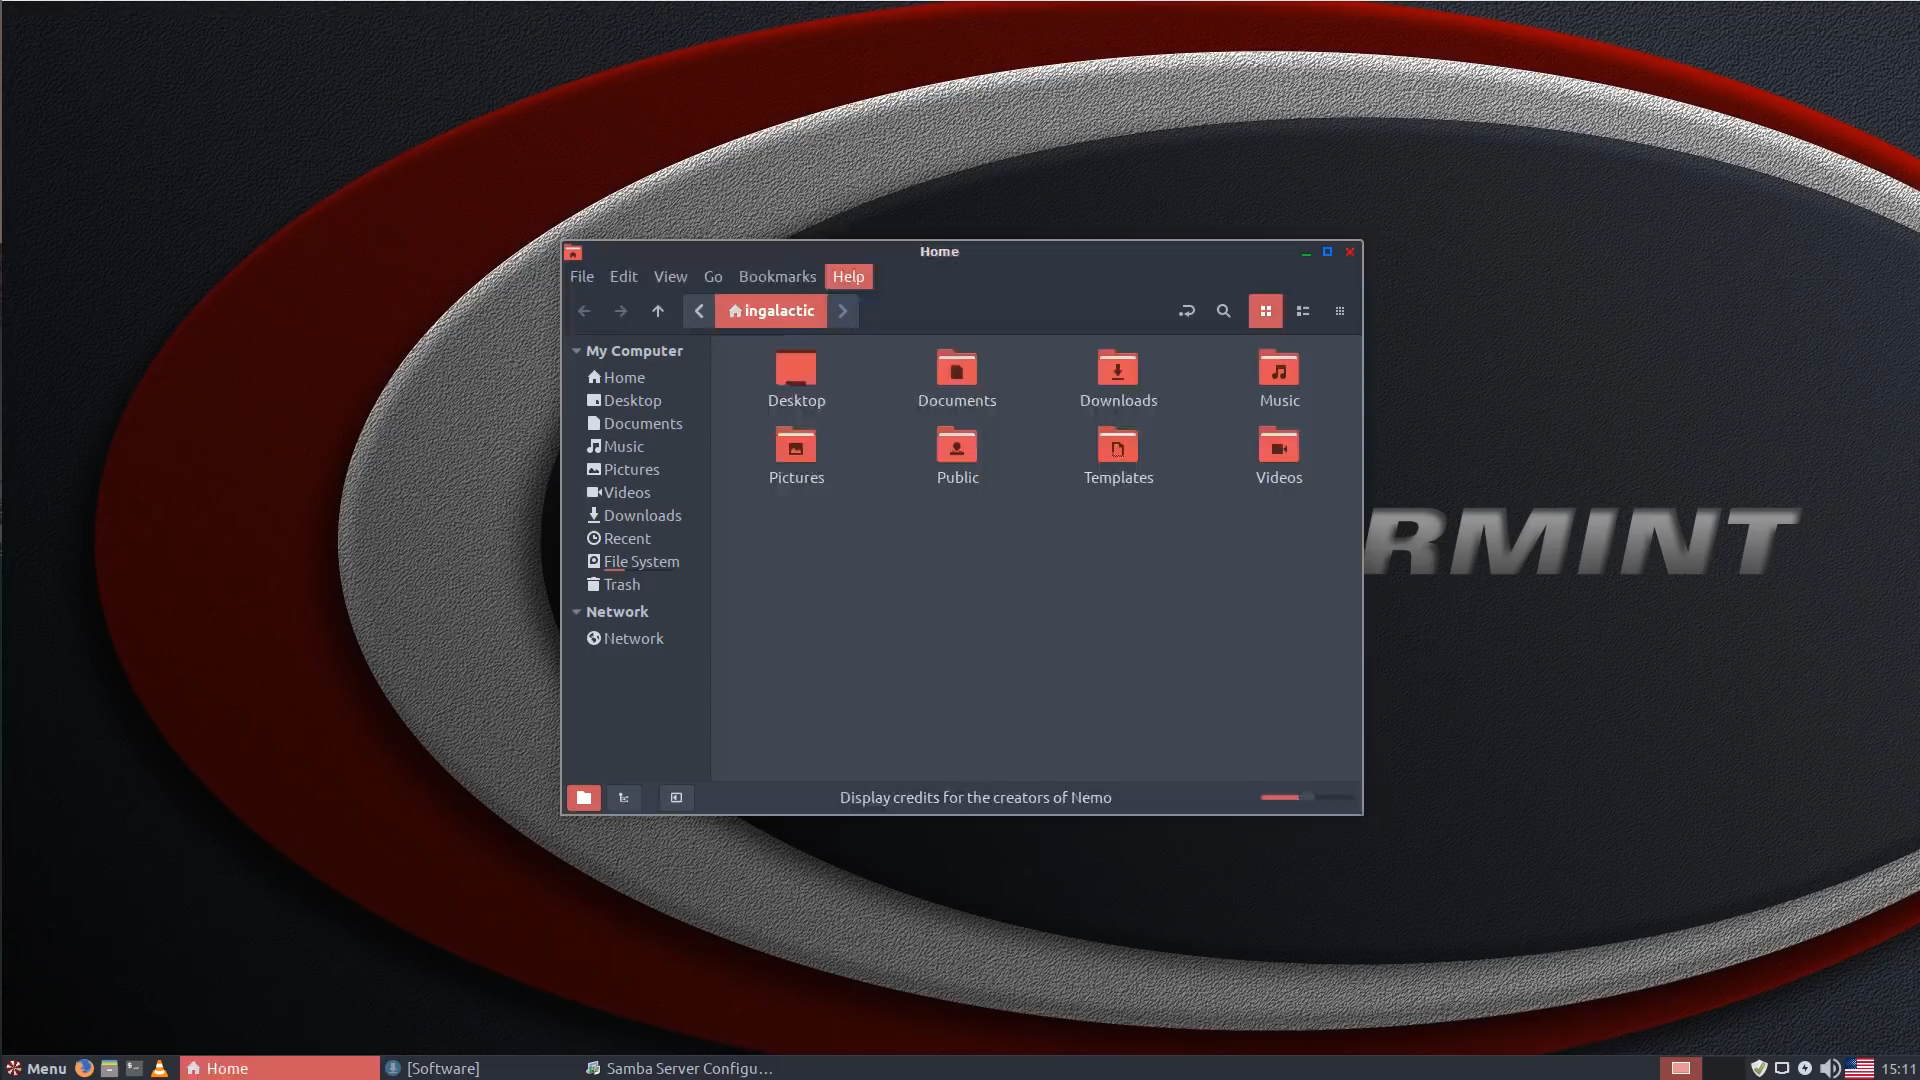 Home
File Edit View Go Bookmarks Help
ingalactic
My Computer
Home
Desktop
Documents
Music
Pictures
Videos
Downloads
Recent
File System
Trash
Network
Network
Desktop Documents Downloads Music
Pictures Public Templates Videos
RMINT
Display credits for the creators of Nemo
Menu Home [Software] Samba Server Configu... 15:11